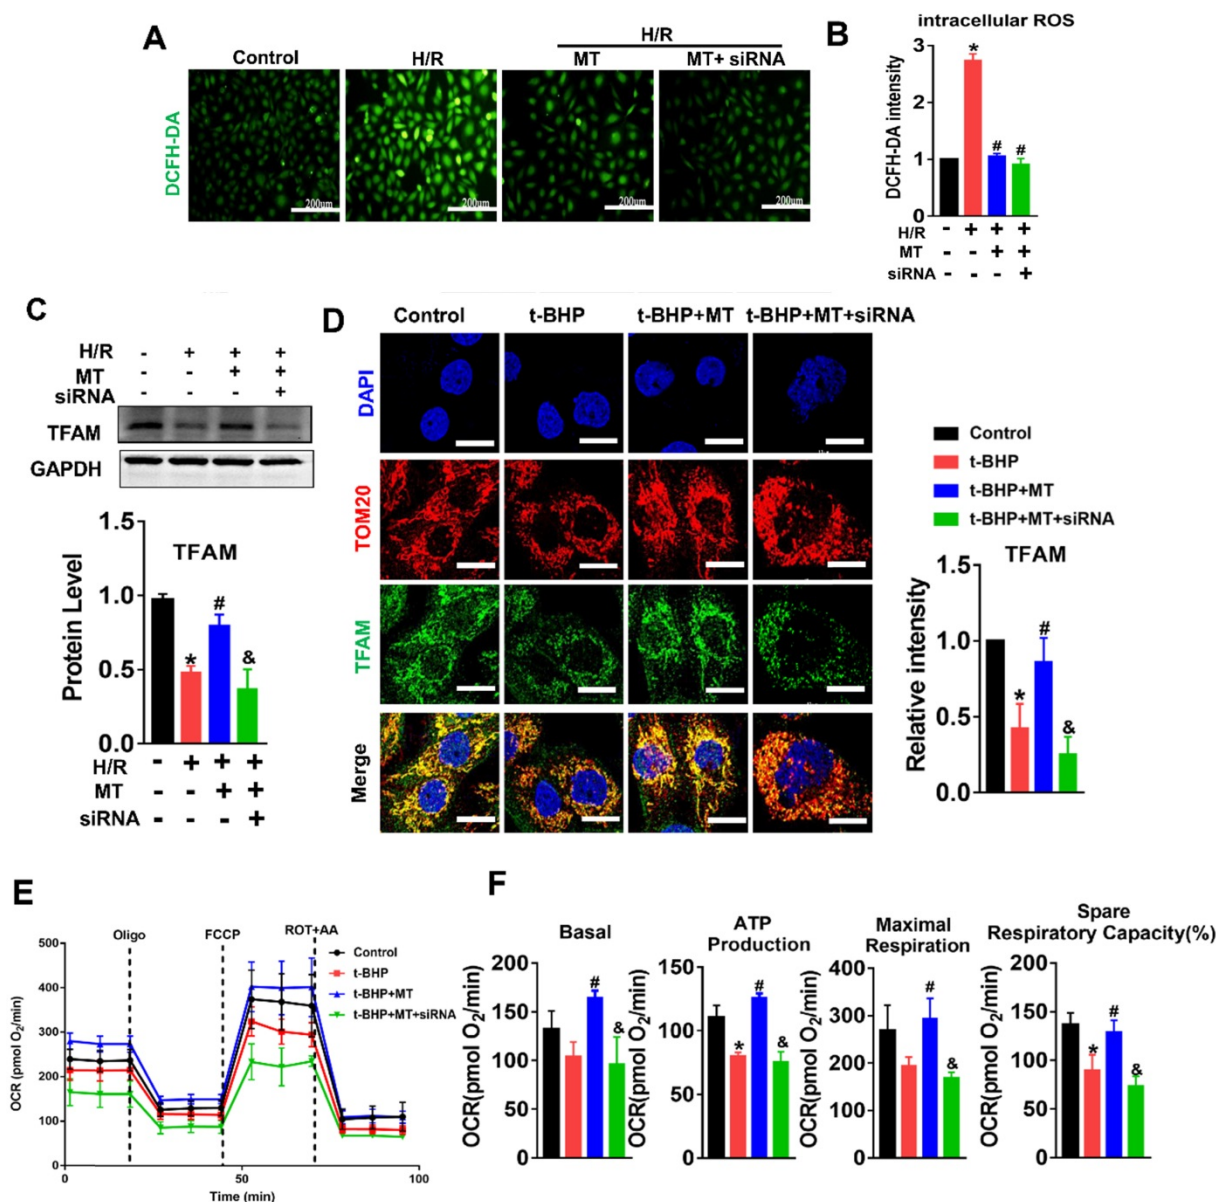 A
Control
H/R
H/R
MT
MT+ siRNA
DCFH-DA
200um
200um
200um
200um
B
intracellular ROS
DCFH-DA intensity
3
2
1
0
*
#
#
H/R - + + +
MT - - + +
siRNA - - - +
C
H/R - + + +
MT - - + +
siRNA - - - +
TFAM
GAPDH
TFAM
Protein Level
1.5
1.0
0.5
0.0
*
#
&
H/R - + + +
MT - - + +
siRNA - - - +
D
Control
t-BHP
t-BHP+MT
t-BHP+MT+siRNA
DAPI
TOM20
TFAM
Merge
Control
t-BHP
t-BHP+MT
t-BHP+MT+siRNA
TFAM
Relative intensity
1.5
1.0
0.5
0.0
*
#
&
E
Oligo
FCCP
ROT+AA
Control
t-BHP
t-BHP+MT
t-BHP+MT+siRNA
OCR (pmol O₂/min)
500
400
300
200
100
0
0
50
100
Time (min)
F
Basal
OCR(pmol O₂/min)
200
150
100
50
0
#
&
ATP
Production
OCR(pmol O₂/min)
150
100
50
0
*
#
&
Maximal
Respiration
OCR(pmol O₂/min)
400
300
200
100
0
#
&
Spare
Respiratory Capacity(%)
OCR(pmol O₂/min)
200
150
100
50
0
*
#
&